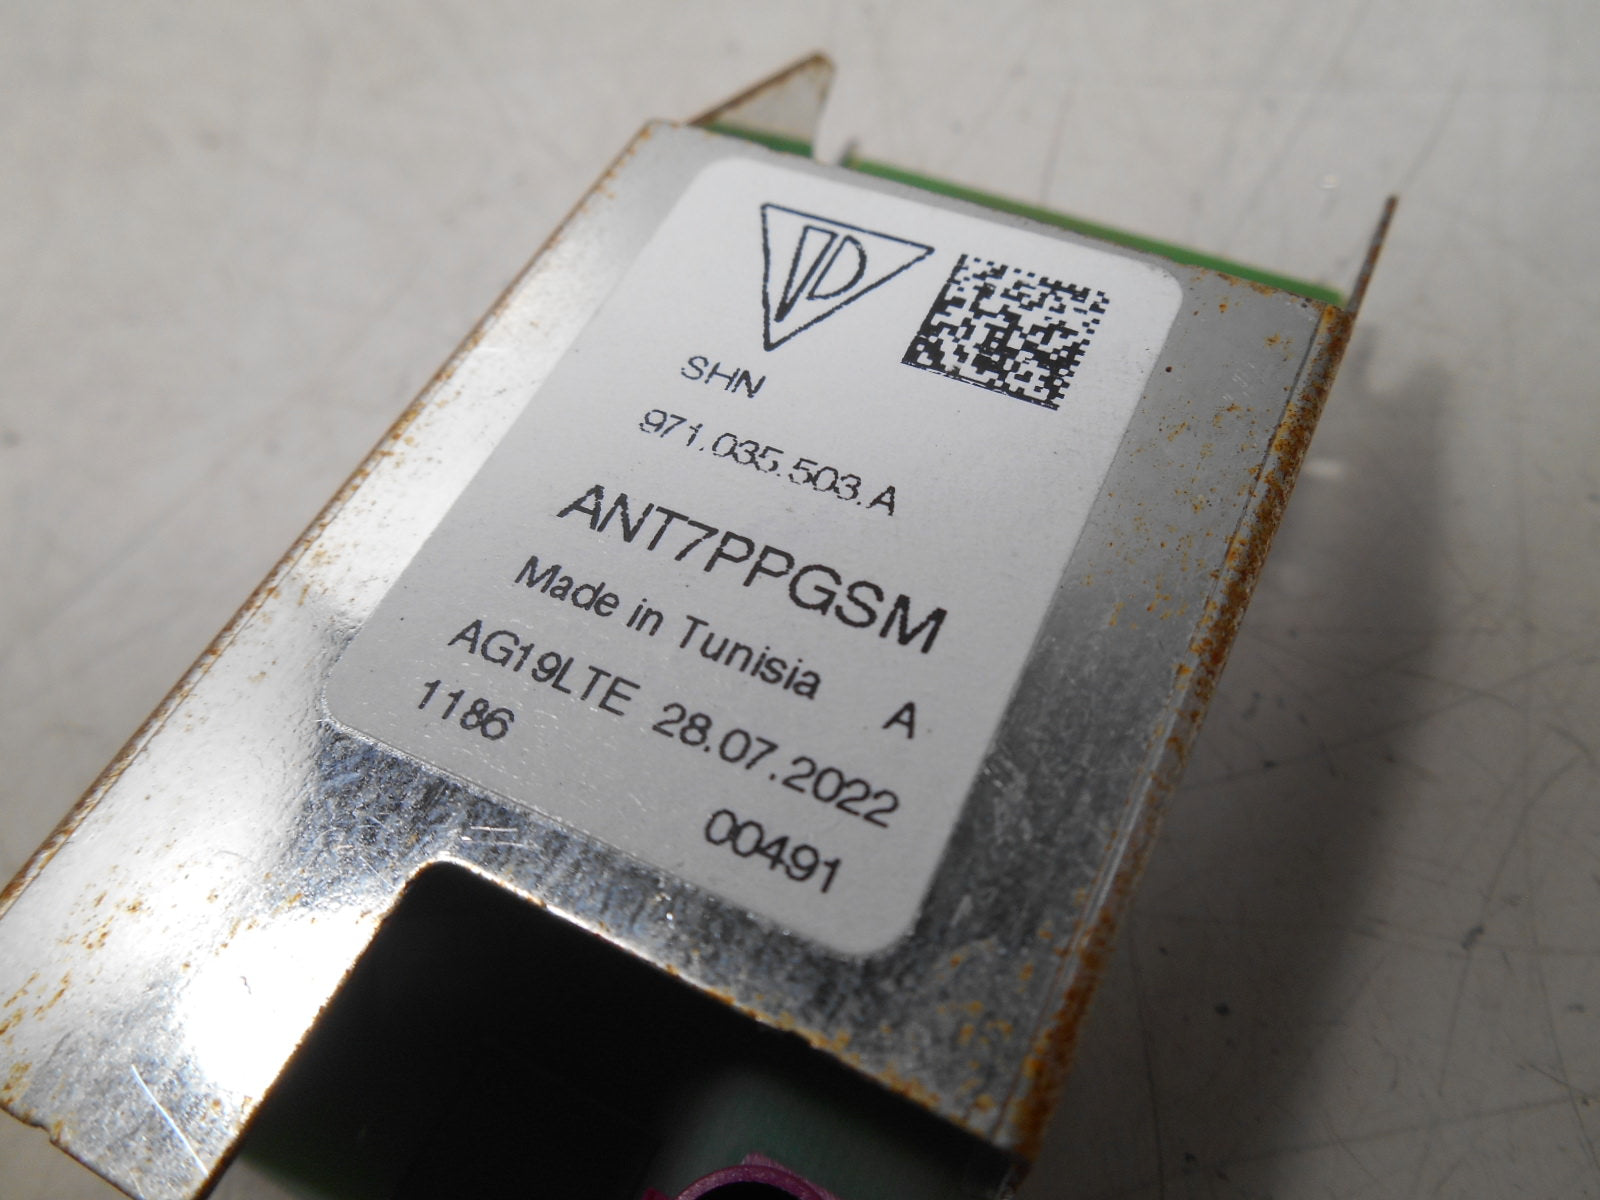 SHN
971.035.503.A
ANT7PPGSM
Made in Tunisia A
AG19LTE 28.07.2022
1186 00491